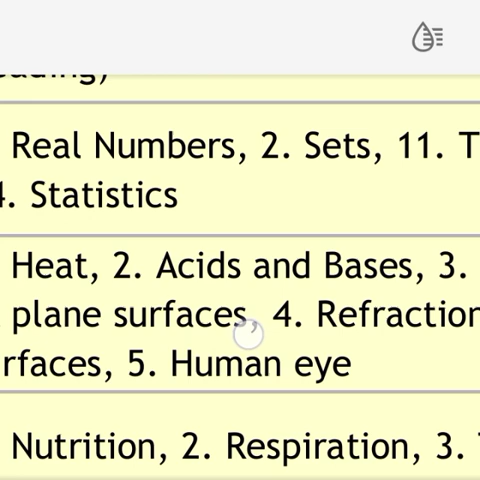 Real Numbers, 2. Sets, 11.
4. Statistics
Heat, 2. Acids and Bases, 3.
plane surfaces, 4. Refraction
rfaces, 5. Human eye
Nutrition, 2. Respiration, 3.